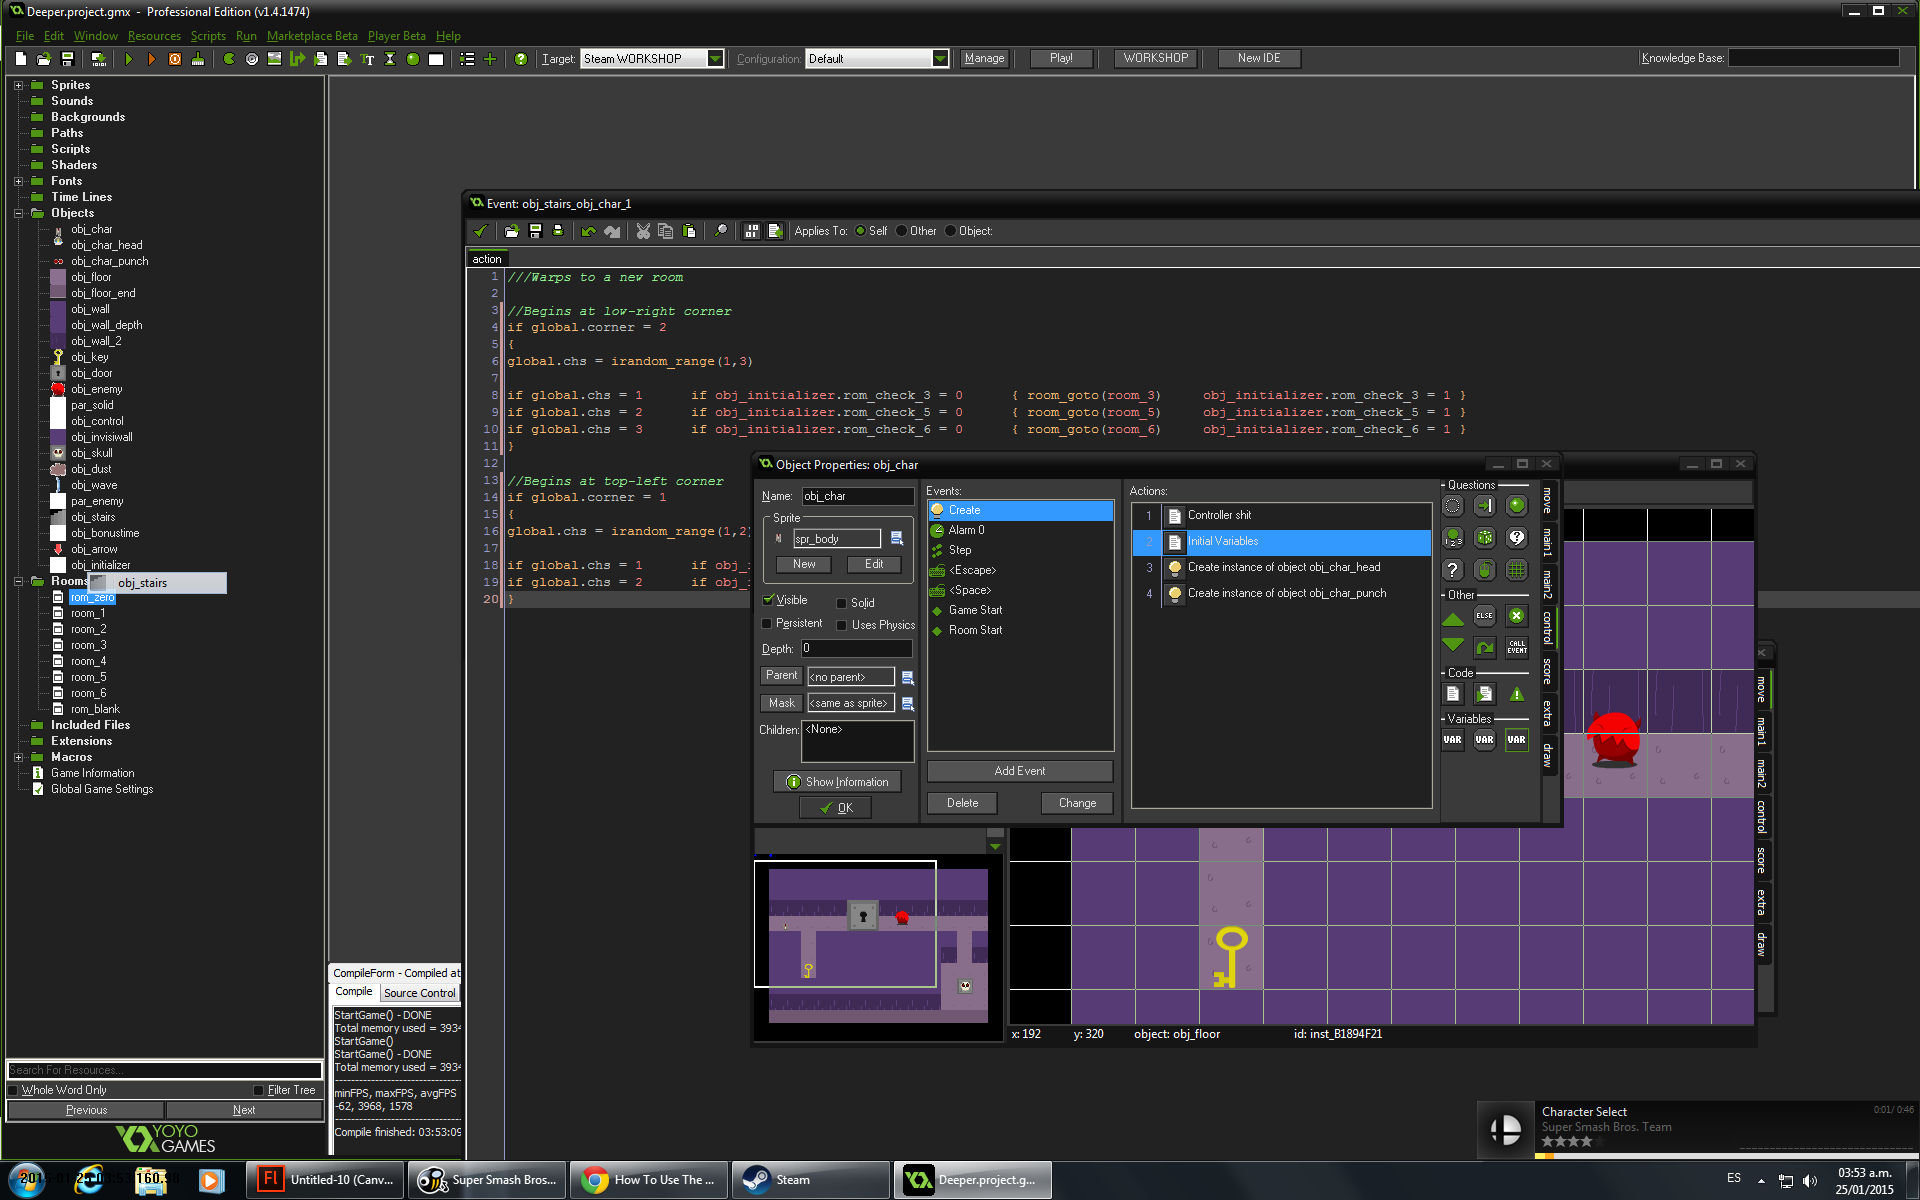 Deeper.project.gmx - Professional Edition (v1.4.1474)
File Edit Window Resources Scripts Run Marketplace Beta Player Beta Help
Target: Steam WORKSHOP Configuration: Default Manage Play! WORKSHOP New IDE Knowledge Base:
Sprites
Sounds
Backgrounds
Paths
Scripts
Shaders
Fonts
Time Lines
Objects
obj_char
obj_char_head
obj_char_punch
obj_floor
obj_floor_end
obj_wall
obj_wall_depth
obj_wall_2
obj_key
obj_door
obj_enemy
par_solid
obj_control
obj_invisiwall
obj_skull
obj_dust
obj_wave
par_enemy
obj_stairs
obj_bonustime
obj_arrow
obj_initializer
Rooms
obj_stairs
rom_zero
room_1
room_2
room_3
room_4
room_5
room_6
rom_blank
Included Files
Extensions
Macros
Game Information
Global Game Settings
Search For Resources...
Whole Word Only Filter Tree
Previous Next
YOYO GAMES
Event: obj_stairs_obj_char_1
Applies To: Self Other Object:
action
1 ///Warps to a new room
2
3 //Begins at low-right corner
4 if global.corner = 2
5 {
6 global.chs = irandom_range(1,3)
7
8 if global.chs = 1 if obj_initializer.rom_check_3 = 0 { room_goto(room_3) obj_initializer.rom_check_3 = 1 }
9 if global.chs = 2 if obj_initializer.rom_check_5 = 0 { room_goto(room_5) obj_initializer.rom_check_5 = 1 }
10 if global.chs = 3 if obj_initializer.rom_check_6 = 0 { room_goto(room_6) obj_initializer.rom_check_6 = 1 }
11 }
12
13 //Begins at top-left corner
14 if global.corner = 1
15 {
16 global.chs = irandom_range(1,2)
17
18 if global.chs = 1 if obj_i
19 if global.chs = 2 if obj_i
20 }
Object Properties: obj_char
Name: obj_char
Sprite
spr_body
New Edit
Visible Solid
Persistent Uses Physics
Depth: 0
Parent <no parent>
Mask <same as sprite>
Children: <None>
Show Information
OK
Events:
Create
Alarm 0
Step
<Escape>
<Space>
Game Start
Room Start
Add Event
Delete Change
Actions:
1 Controller shit
2 Initial Variables
3 Create instance of object obj_char_head
4 Create instance of object obj_char_punch
Questions
Other
ELSE
CALL EVENT
Code
Variables
VAR VAR VAR
move
main1
main2
control
score
extra
draw
move
main1
main2
control
score
extra
draw
x: 192 y: 320 object: obj_floor id: inst_B1894F21
CompileForm - Compiled at
Compile Source Control
StartGame() - DONE
Total memory used = 3934
StartGame()
StartGame() - DONE
Total memory used = 3934
minFPS, maxFPS, avgFPS
-62, 3968, 1578
Compile finished: 03:53:09
Character Select 0:01/ 0:46
Super Smash Bros. Team
Untitled-10 (Canv...
Super Smash Bros...
How To Use The ...
Steam
Deeper.project.g...
ES
03:53 a.m.
25/01/2015